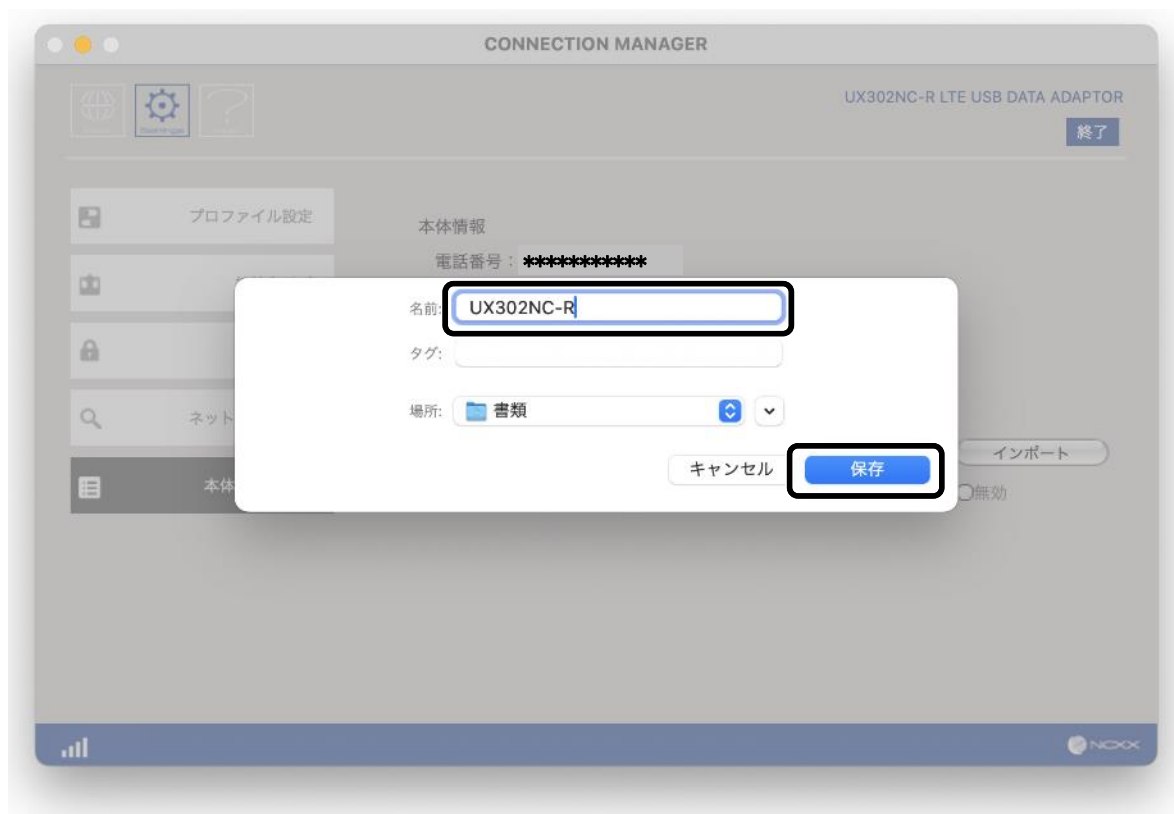 CONNECTION MANAGER
Settings
UX302NC-R LTE USB DATA ADAPTOR
終了
プロファイル設定
本体情報
電話番号：***********
名前: UX302NC-R
タグ:
場所: 書類
ネット
キャンセル 保存
インポート
本体
無効
NCXX